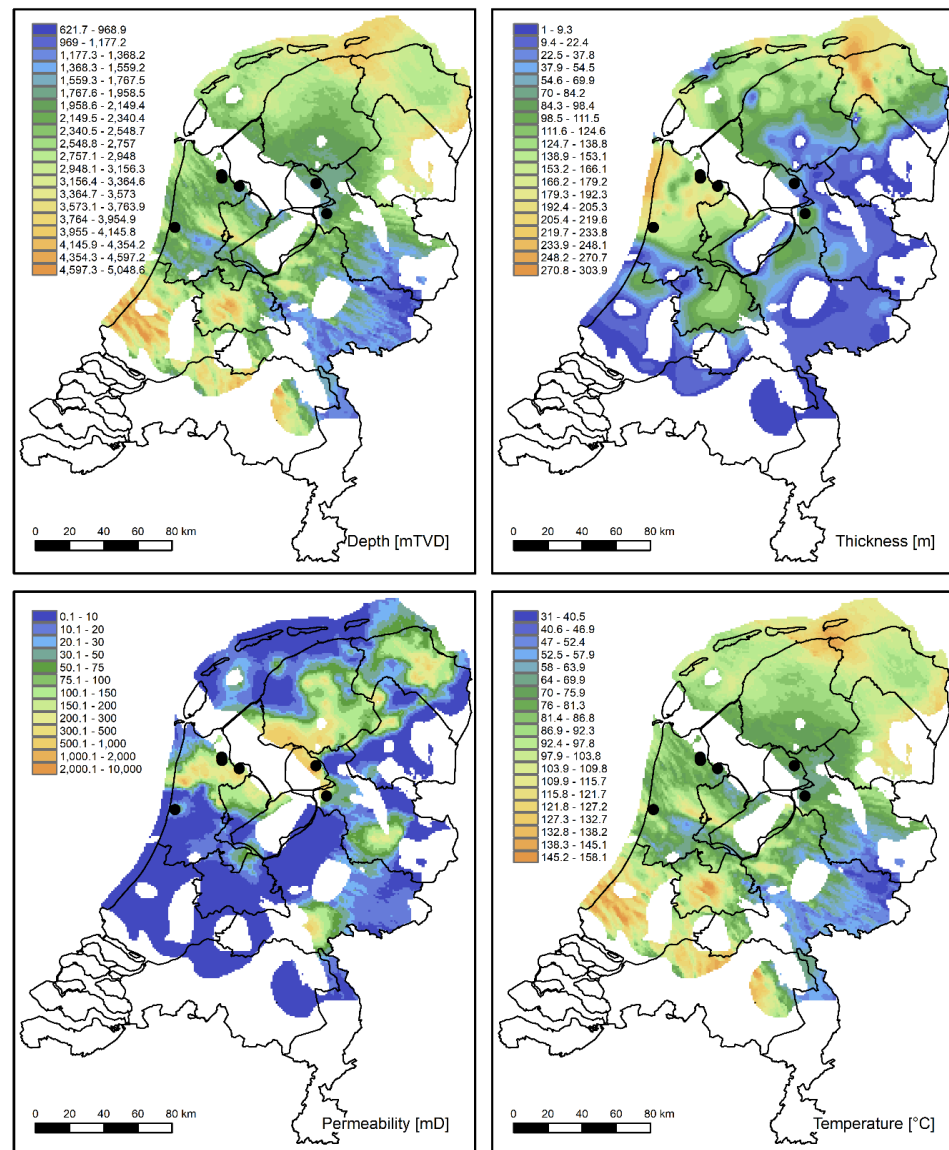 621.7 - 968.9
969 - 1,177.2
1,177.3 - 1,368.2
1,368.3 - 1,559.2
1,559.3 - 1,767.5
1,767.6 - 1,958.5
1,958.6 - 2,149.4
2,149.5 - 2,340.4
2,340.5 - 2,548.7
2,548.8 - 2,757
2,757.1 - 2,948
2,948.1 - 3,156.3
3,156.4 - 3,364.6
3,364.7 - 3,573
3,573.1 - 3,763.9
3,764 - 3,954.9
3,955 - 4,145.8
4,145.9 - 4,354.2
4,354.3 - 4,597.2
4,597.3 - 5,048.6
0 20 40 60 80 km
Depth [mTVD]
1 - 9.3
9.4 - 22.4
22.5 - 37.8
37.9 - 54.5
54.6 - 69.9
70 - 84.2
84.3 - 98.4
98.5 - 111.5
111.6 - 124.6
124.7 - 138.8
138.9 - 153.1
153.2 - 166.1
166.2 - 179.2
179.3 - 192.3
192.4 - 205.3
205.4 - 219.6
219.7 - 233.8
233.9 - 248.1
248.2 - 270.7
270.8 - 303.9
0 20 40 60 80 km
Thickness [m]
0.1 - 10
10.1 - 20
20.1 - 30
30.1 - 50
50.1 - 75
75.1 - 100
100.1 - 150
150.1 - 200
200.1 - 300
300.1 - 500
500.1 - 1,000
1,000.1 - 2,000
2,000.1 - 10,000
0 20 40 60 80 km
Permeability [mD]
31 - 40.5
40.6 - 46.9
47 - 52.4
52.5 - 57.9
58 - 63.9
64 - 69.9
70 - 75.9
76 - 81.3
81.4 - 86.8
86.9 - 92.3
92.4 - 97.8
97.9 - 103.8
103.9 - 109.8
109.9 - 115.7
115.8 - 121.7
121.8 - 127.2
127.3 - 132.7
132.8 - 138.2
138.3 - 145.1
145.2 - 158.1
0 20 40 60 80 km
Temperature [°C]